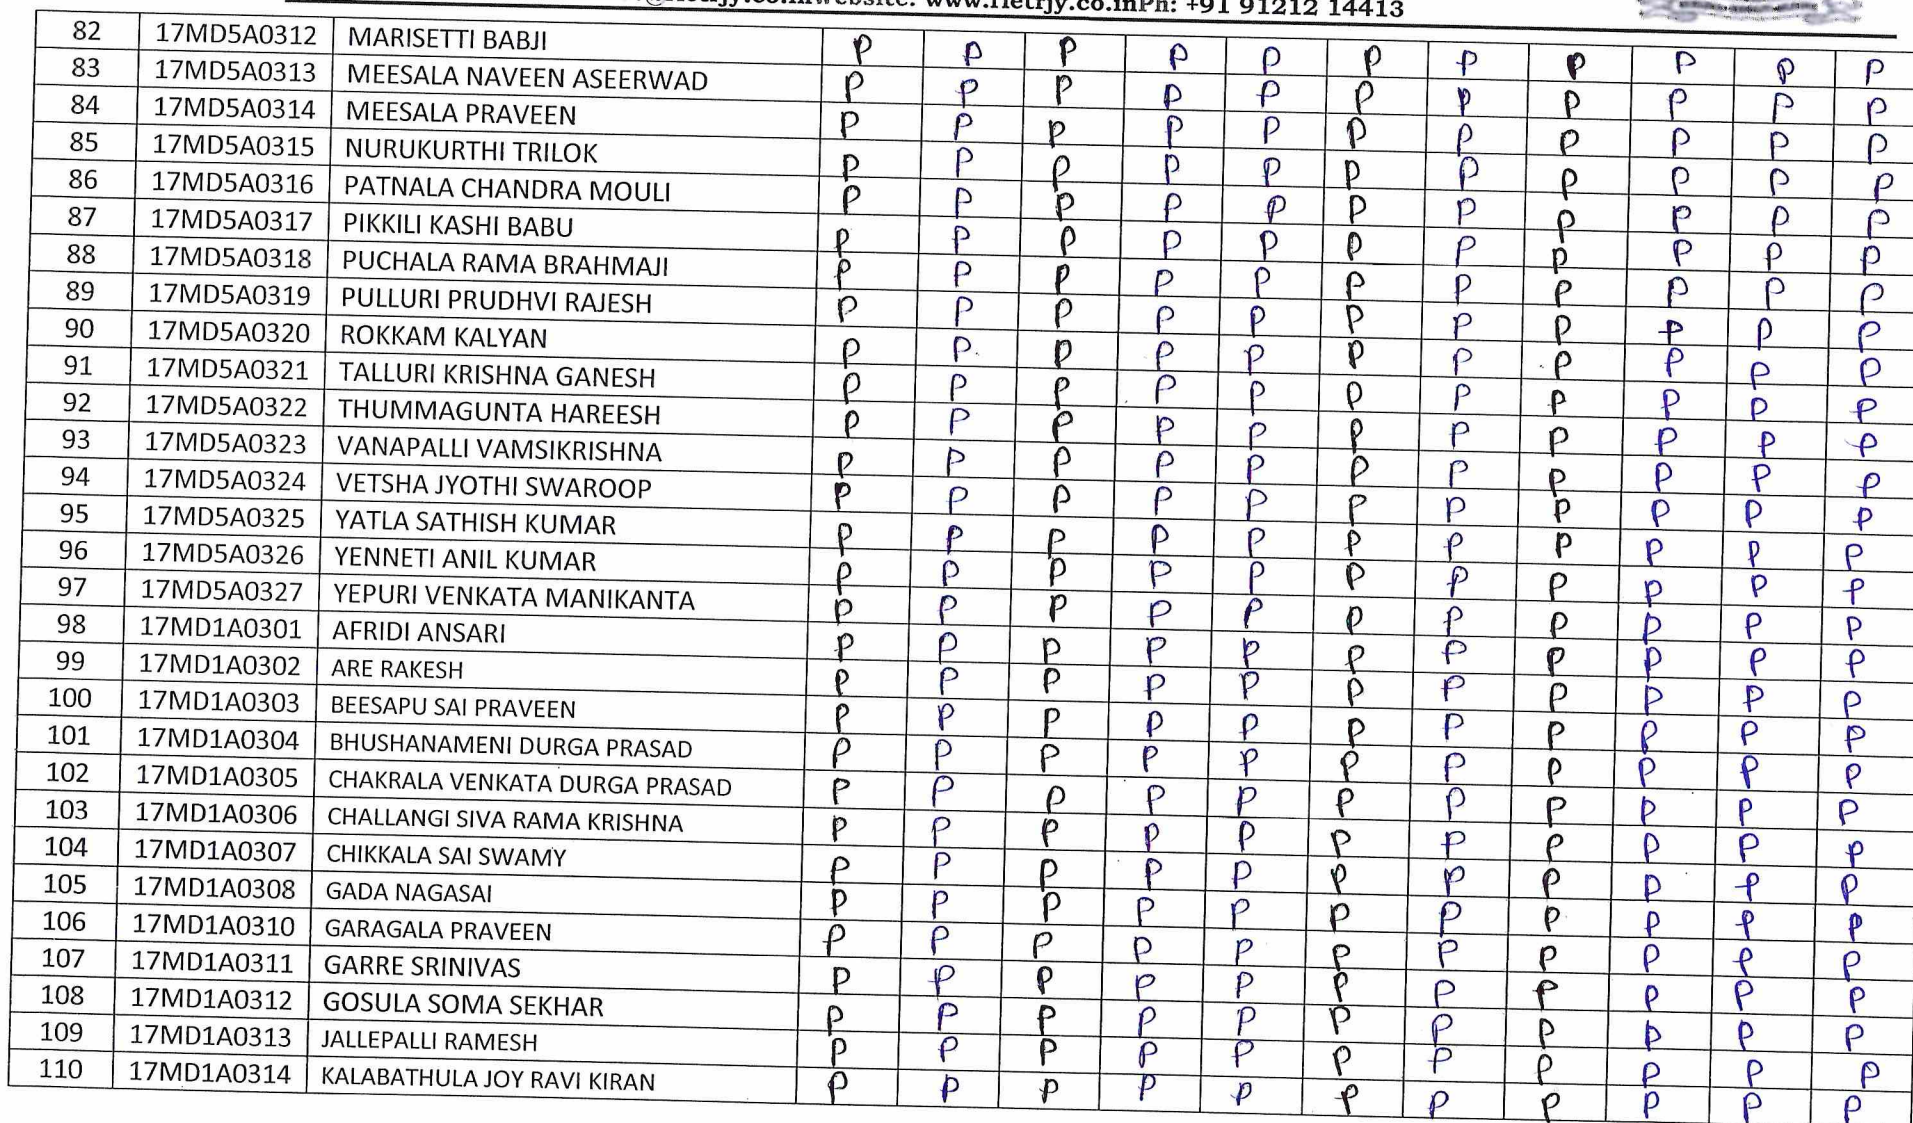 www.rietrjy.co.inPh: +91 91212 14413
82 17MD5A0312 MARISETTI BABJI P P P P P P P P P P P
83 17MD5A0313 MEESALA NAVEEN ASEERWAD P P P P P P P P P P P
84 17MD5A0314 MEESALA PRAVEEN P P P P P P P P P P P
85 17MD5A0315 NURUKURTHI TRILOK P P P P P P P P P P P
86 17MD5A0316 PATNALA CHANDRA MOULI P P P P P P P P P P P
87 17MD5A0317 PIKKILI KASHI BABU P P P P P P P P P P P
88 17MD5A0318 PUCHALA RAMA BRAHMAJI P P P P P P P P P P P
89 17MD5A0319 PULLURI PRUDHVI RAJESH P P P P P P P P P P P
90 17MD5A0320 ROKKAM KALYAN P P P P P P P P P P P
91 17MD5A0321 TALLURI KRISHNA GANESH P P P P P P P P P P P
92 17MD5A0322 THUMMAGUNTA HAREESH P P P P P P P P P P P
93 17MD5A0323 VANAPALLI VAMSIKRISHNA P P P P P P P P P P P
94 17MD5A0324 VETSHA JYOTHI SWAROOP P P P P P P P P P P P
95 17MD5A0325 YATLA SATHISH KUMAR P P P P P P P P P P P
96 17MD5A0326 YENNETI ANIL KUMAR P P P P P P P P P P P
97 17MD5A0327 YEPURI VENKATA MANIKANTA P P P P P P P P P P P
98 17MD1A0301 AFRIDI ANSARI P P P P P P P P P P P
99 17MD1A0302 ARE RAKESH P P P P P P P P P P P
100 17MD1A0303 BEESAPU SAI PRAVEEN P P P P P P P P P P P
101 17MD1A0304 BHUSHANAMENI DURGA PRASAD P P P P P P P P P P P
102 17MD1A0305 CHAKRALA VENKATA DURGA PRASAD P P P P P P P P P P P
103 17MD1A0306 CHALLANGI SIVA RAMA KRISHNA P P P P P P P P P P P
104 17MD1A0307 CHIKKALA SAI SWAMY P P P P P P P P P P P
105 17MD1A0308 GADA NAGASAI P P P P P P P P P P P
106 17MD1A0310 GARAGALA PRAVEEN P P P P P P P P P P P
107 17MD1A0311 GARRE SRINIVAS P P P P P P P P P P P
108 17MD1A0312 GOSULA SOMA SEKHAR P P P P P P P P P P P
109 17MD1A0313 JALLEPALLI RAMESH P P P P P P P P P P P
110 17MD1A0314 KALABATHULA JOY RAVI KIRAN P P P P P P P P P P P